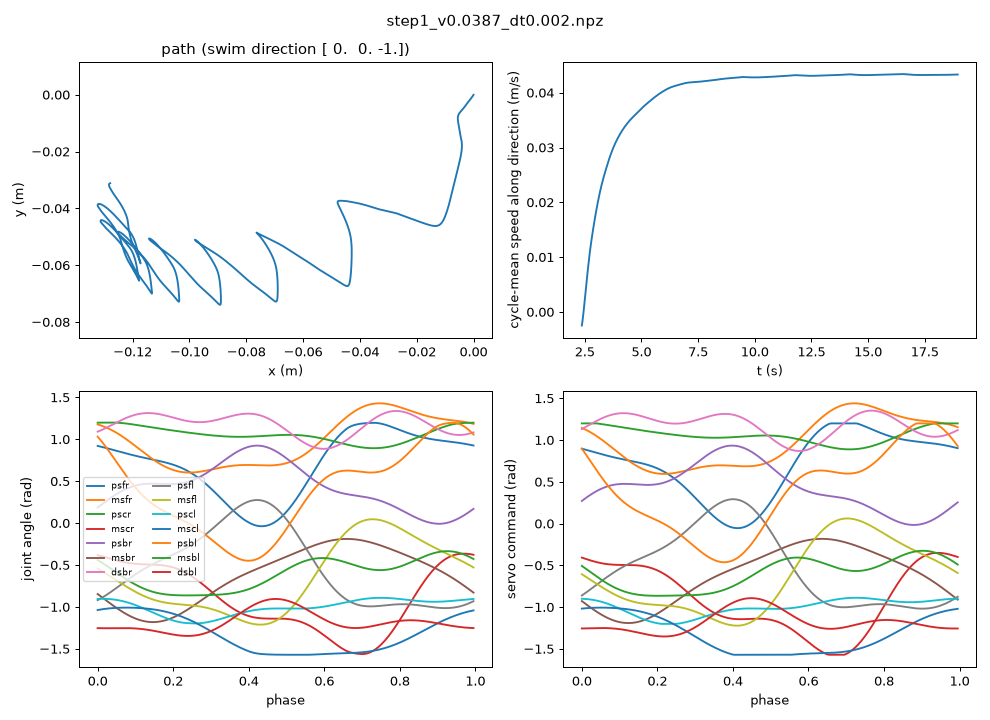 step1_v0.0387_dt0.002.npz
path (swim direction [ 0.  0. -1.])
0.00
−0.02
−0.04
−0.06
−0.08
y (m)
−0.12
−0.10
−0.08
−0.06
−0.04
−0.02
0.00
x (m)
cycle-mean speed along direction (m/s)
0.04
0.03
0.02
0.01
0.00
2.5
5.0
7.5
10.0
12.5
15.0
17.5
t (s)
joint angle (rad)
1.5
1.0
0.5
0.0
−0.5
−1.0
−1.5
psfr
msfr
pscr
mscr
psbr
msbr
dsbr
psfl
msfl
pscl
mscl
psbl
msbl
dsbl
0.0
0.2
0.4
0.6
0.8
1.0
phase
servo command (rad)
1.5
1.0
0.5
0.0
−0.5
−1.0
−1.5
0.0
0.2
0.4
0.6
0.8
1.0
phase